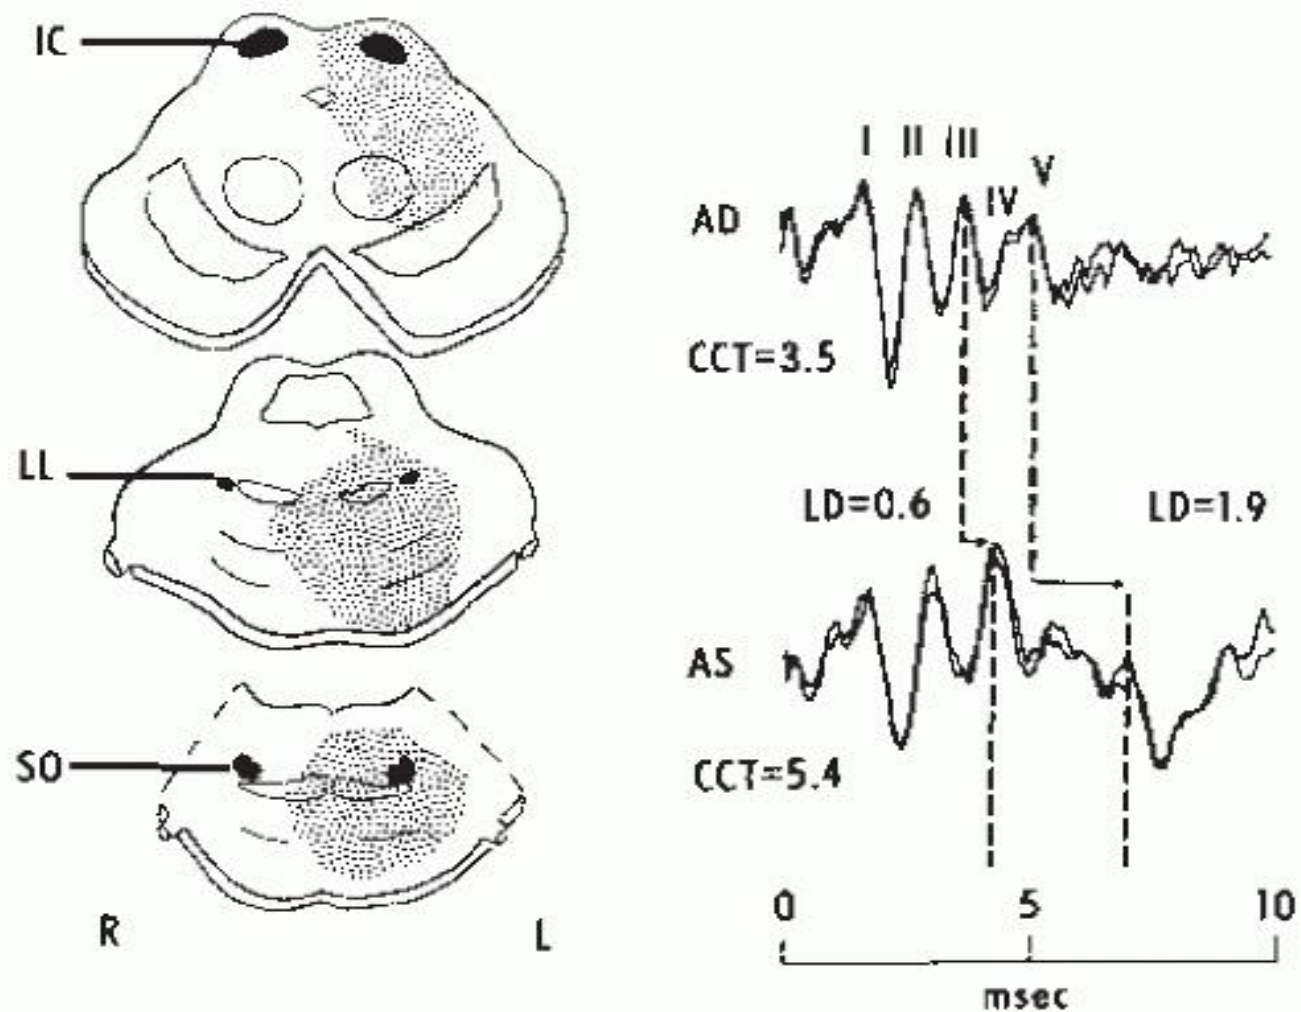 IC
LL
SO
R L
I II III
IV V
AD
CCT=3.5
LD=0.6 LD=1.9
AS
CCT=5.4
0 5 10
msec